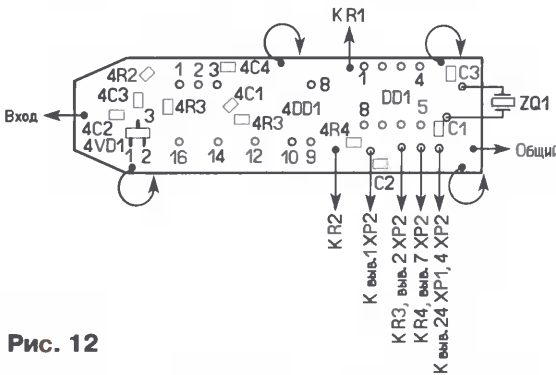 К R1
4R2
1 2 3
4C4
8
1
4
C3
4C3
4R3
4C1
4DD1
DD1
ZQ1
Вход
3
4R3
8
5
4C2
4R4
C1
4VD1
1 2
16
14
12
10 9
C2
Общий
К R2
К выв.1 XP2
К R3, выв. 2 XP2
К R4, выв. 7 XP2
К выв. 24 XP1, 4 XP2
Рис. 12